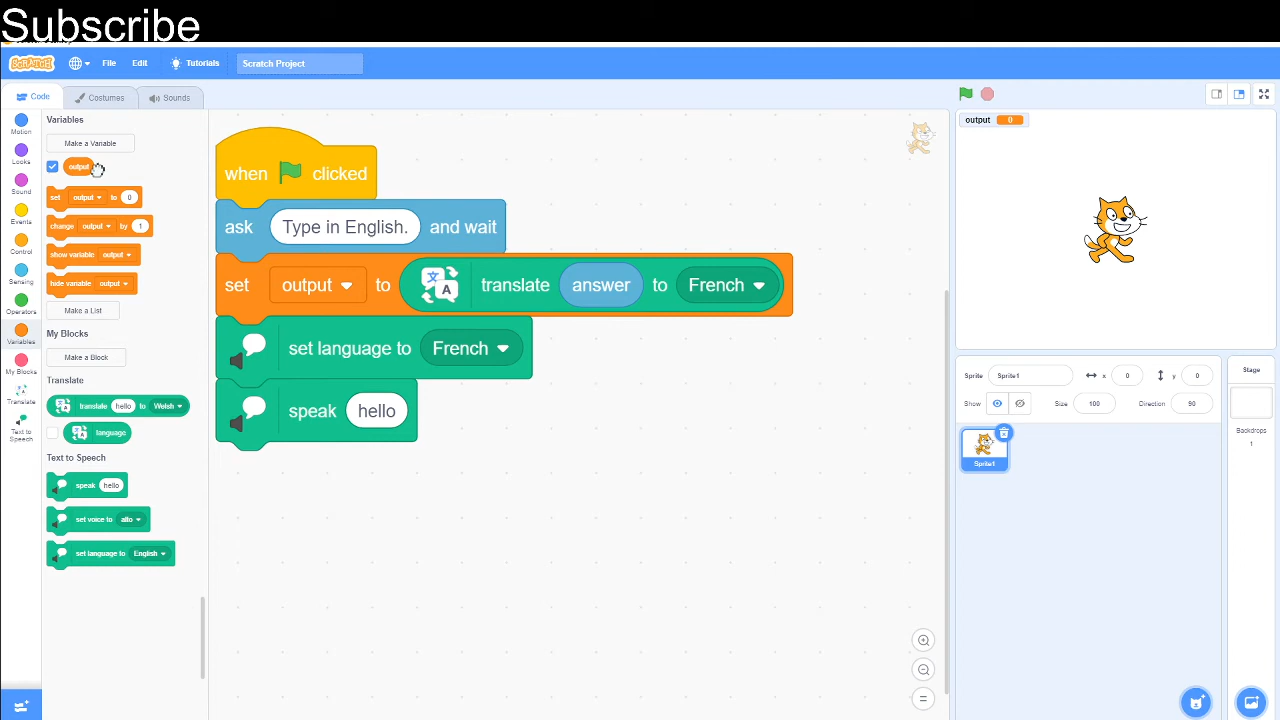 Subscribe
SCRATCH
File
Edit
Tutorials
Scratch Project
Code
Costumes
Sounds
Motion
Looks
Sound
Events
Control
Sensing
Operators
Variables
My Blocks
Translate
Text to
Speech
Variables
Make a Variable
output
set output to 0
change output by 1
show variable output
hide variable output
Make a List
My Blocks
Make a Block
Translate
translate hello to Welsh
language
Text to Speech
speak hello
set voice to alto
set language to English
when clicked
ask Type in English. and wait
set output to translate answer to French
set language to French
speak hello
output 0
Sprite Sprite1 x 0 y 0
Show Size 100 Direction 90
Sprite1
Stage
Backdrops
1